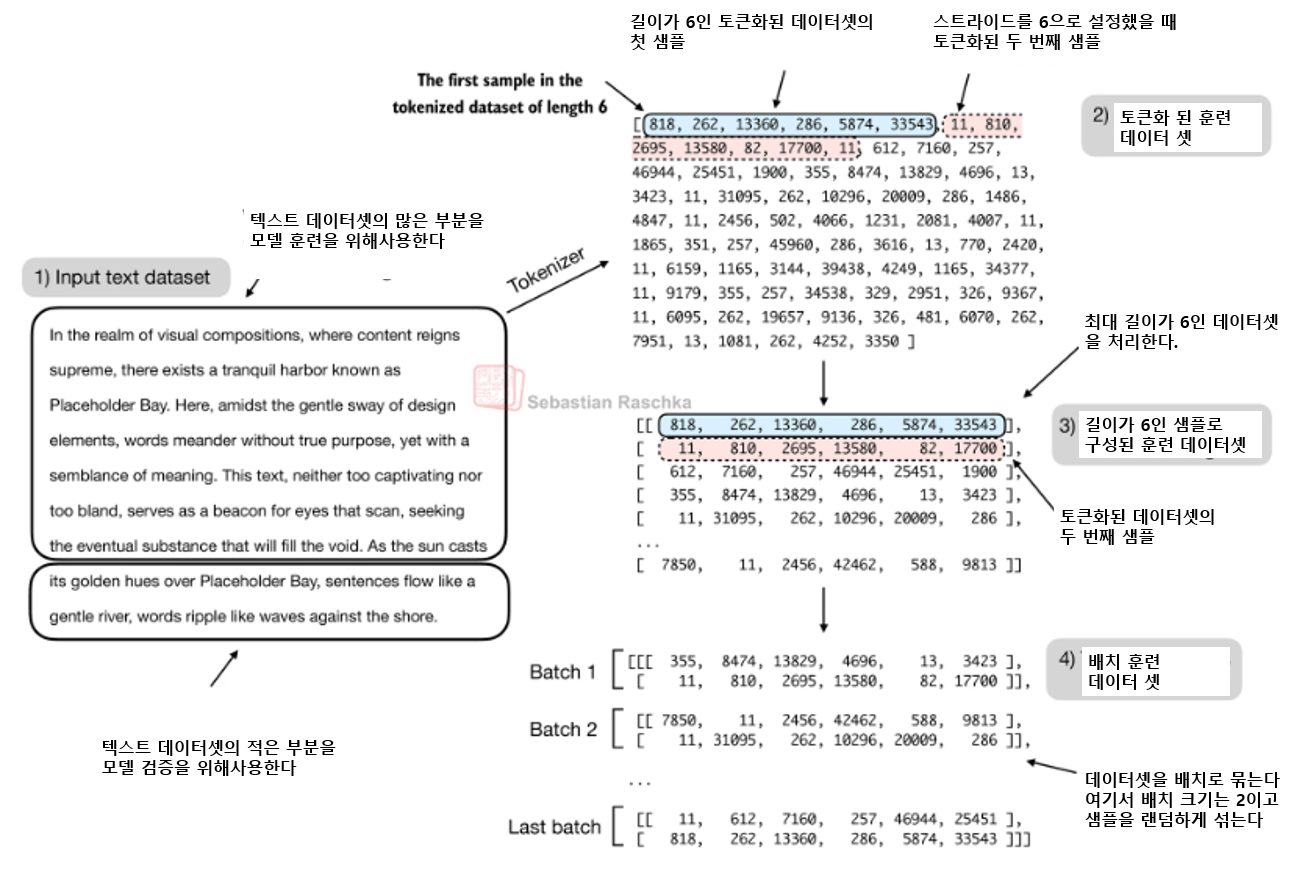 길이가 6인 토큰화된 데이터셋의
첫 샘플
스트라이드를 6으로 설정했을 때
토큰화된 두 번째 샘플
The first sample in the
tokenized dataset of length 6
[ 818, 262, 13360, 286, 5874, 33543, 11, 810,
2695, 13580, 82, 17700, 11, 612, 7160, 257,
46944, 25451, 1900, 355, 8474, 13829, 4696, 13,
3423, 11, 31095, 262, 10296, 20009, 286, 1486,
4847, 11, 2456, 502, 4066, 1231, 2081, 4007, 11,
1865, 351, 257, 45960, 286, 3616, 13, 770, 2420,
11, 6159, 1165, 3144, 39438, 4249, 1165, 34377,
11, 9179, 355, 257, 34538, 329, 2951, 326, 9367,
11, 6095, 262, 19657, 9136, 326, 481, 6070, 262,
7951, 13, 1081, 262, 4252, 3350 ]
2) 토큰화 된 훈련
데이터 셋
텍스트 데이터셋의 많은 부분을
모델 훈련을 위해사용한다
1) Input text dataset
Tokenizer
In the realm of visual compositions, where content reigns
supreme, there exists a tranquil harbor known as
Placeholder Bay. Here, amidst the gentle sway of design
elements, words meander without true purpose, yet with a
semblance of meaning. This text, neither too captivating nor
too bland, serves as a beacon for eyes that scan, seeking
the eventual substance that will fill the void. As the sun casts
its golden hues over Placeholder Bay, sentences flow like a
gentle river, words ripple like waves against the shore.
텍스트 데이터셋의 적은 부분을
모델 검증을 위해사용한다
Sebastian Raschka
최대 길이가 6인 데이터셋
을 처리한다.
[[ 818, 262, 13360, 286, 5874, 33543 ],
[ 11, 810, 2695, 13580, 82, 17700 ],
[ 612, 7160, 257, 46944, 25451, 1900 ],
[ 355, 8474, 13829, 4696, 13, 3423 ],
[ 11, 31095, 262, 10296, 20009, 286 ],
...
[ 7850, 11, 2456, 42462, 588, 9813 ]]
3) 길이가 6인 샘플로
구성된 훈련 데이터셋
토큰화된 데이터셋의
두 번째 샘플
Batch 1
[[[ 355, 8474, 13829, 4696, 13, 3423 ],
[ 11, 810, 2695, 13580, 82, 17700 ]],
Batch 2
[[ 7850, 11, 2456, 42462, 588, 9813 ],
[ 11, 31095, 262, 10296, 20009, 286 ]],
...
Last batch
[[ 11, 612, 7160, 257, 46944, 25451 ],
[ 818, 262, 13360, 286, 5874, 33543 ]]]
4) 배치 훈련
데이터 셋
데이터셋을 배치로 묶는다
여기서 배치 크기는 2이고
샘플을 랜덤하게 섞는다